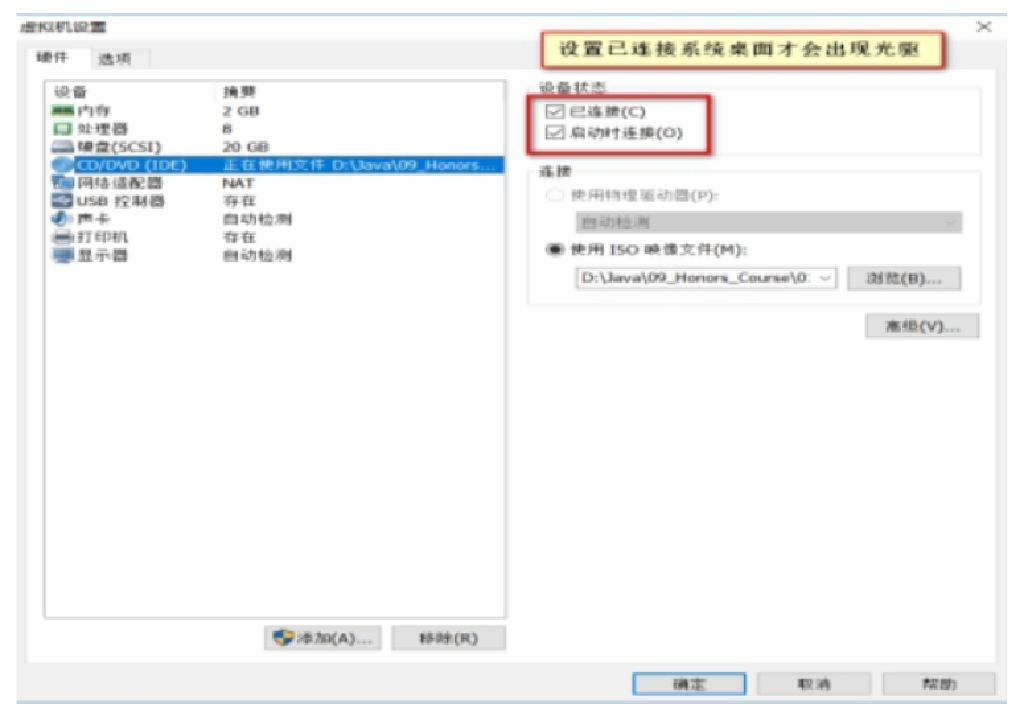 虚拟机设置
硬件 选项
设置已连接系统桌面才会出现光驱
设备 摘要
内存 2 GB
处理器 8
硬盘(SCSI) 20 GB
CD/DVD (IDE) 正在使用文件 D:\Java\09_Honors...
网络适配器 NAT
USB 控制器 存在
声卡 自动检测
打印机 存在
显示器 自动检测
添加(A)... 移除(R)
设备状态
已连接(C)
启动时连接(O)
连接
使用物理驱动器(P):
自动检测
使用 ISO 映像文件(M):
D:\Java\09_Honors_Course\0 浏览(B)...
高级(V)...
确定 取消 帮助